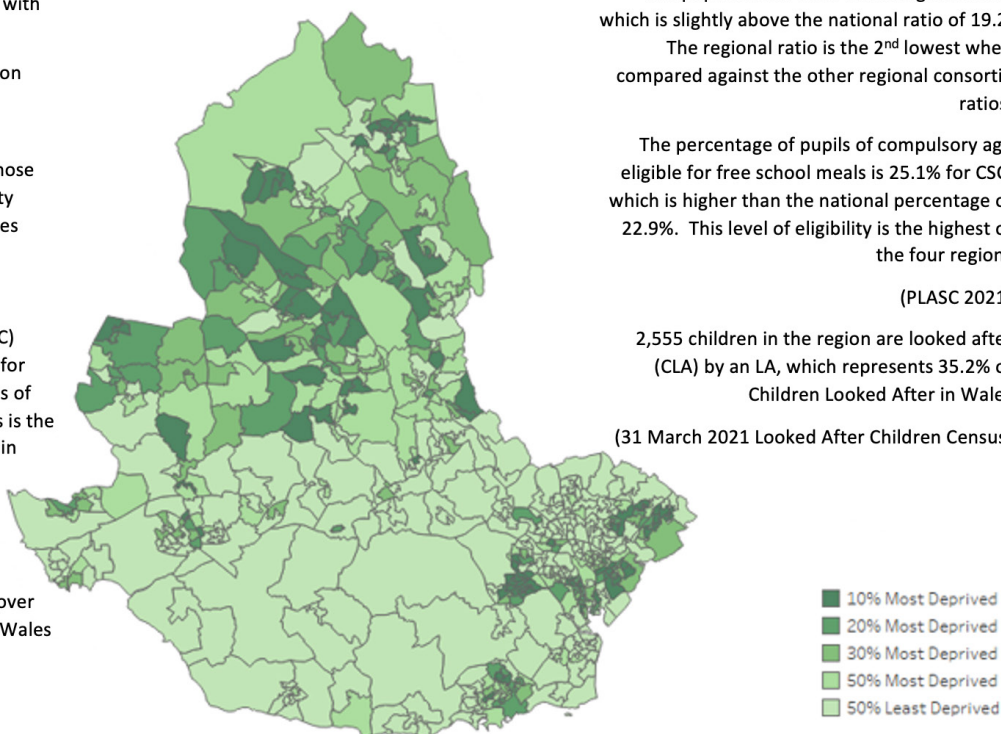 with
on
hose
ty
es
C)
for
s of
s is the
in
over
Wales
which is slightly above the national ratio of 19.2
The regional ratio is the 2nd lowest whe
compared against the other regional consorti
ratios
The percentage of pupils of compulsory ag
eligible for free school meals is 25.1% for CSC
which is higher than the national percentage o
22.9%.  This level of eligibility is the highest o
the four region
(PLASC 2021
2,555 children in the region are looked afte
(CLA) by an LA, which represents 35.2% o
Children Looked After in Wale
(31 March 2021 Looked After Children Census
10% Most Deprived
20% Most Deprived
30% Most Deprived
50% Most Deprived
50% Least Deprived